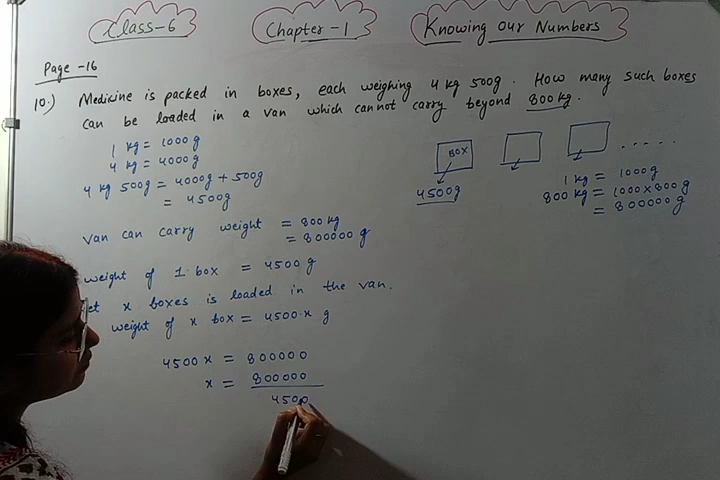 Class-6 Chapter-1 Knowing Our Numbers
Page-16
10.) Medicine is packed in boxes, each weighing 4 kg 500g. How many such boxes
can be loaded in a van which cannot carry beyond 800 kg.
1 kg = 1000 g
4 kg = 4000g
4 kg 500g = 4000g + 500g
= 4500g
BOX
4500g
.....
1 kg = 1000g
800 kg = 1000 x 800 g
= 800000 g
Van can carry weight = 800 kg
= 800000 g
weight of 1 box = 4500 g
et x boxes is loaded in the van.
weight of x box = 4500·x g
4500 x = 800000
x = 800000
4500